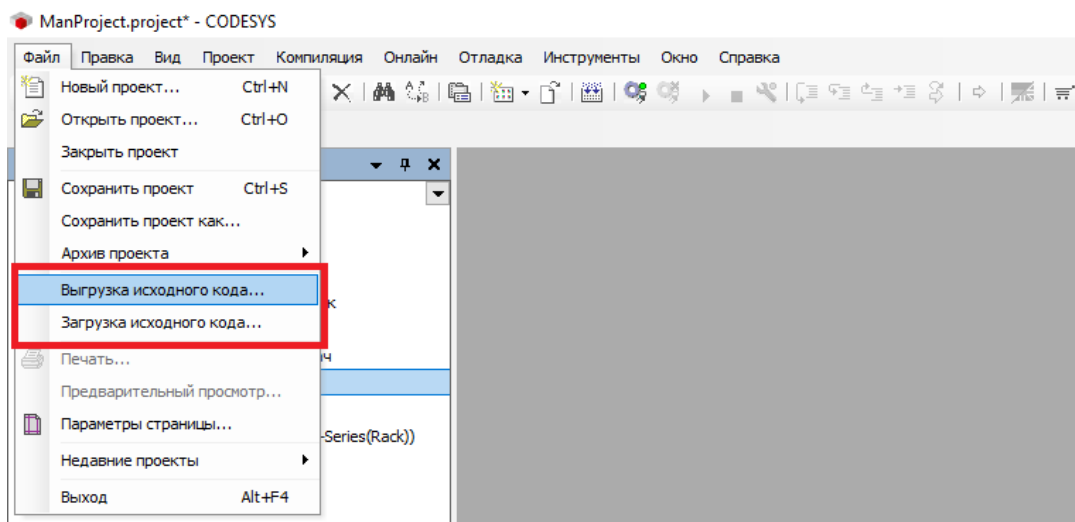 ManProject.project* - CODESYS
Файл Правка Вид Проект Компиляция Онлайн Отладка Инструменты Окно Справка
Новый проект... Ctrl+N
Открыть проект... Ctrl+O
Закрыть проект
Сохранить проект Ctrl+S
Сохранить проект как...
Архив проекта
Выгрузка исходного кода...
Загрузка исходного кода...
Печать...
Предварительный просмотр...
Параметры страницы...
-Series(Rack))
Недавние проекты
Выход Alt+F4